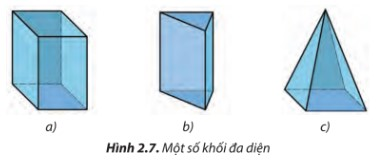 a) b) c)
Hình 2.7. Một số khối đa diện